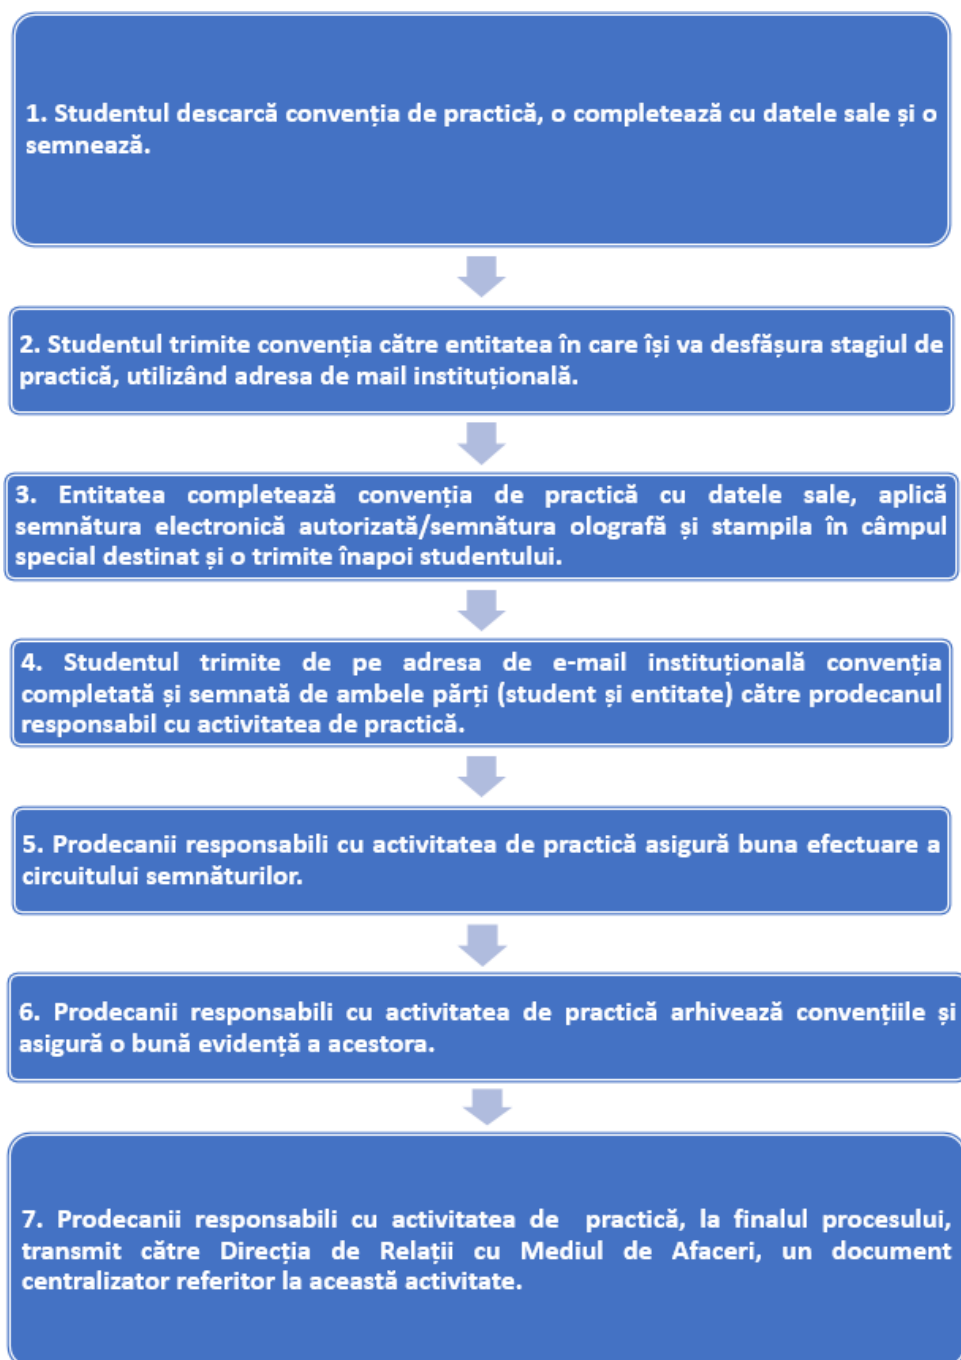 1. Studentul descarcă convenția de practică, o completează cu datele sale și o
semnează.
2. Studentul trimite convenția către entitatea în care își va desfășura stagiul de
practică, utilizând adresa de mail instituțională.
3. Entitatea completează convenția de practică cu datele sale, aplică
semnătura electronică autorizată/semnătura olografă și stampila în câmpul
special destinat și o trimite înapoi studentului.
4. Studentul trimite de pe adresa de e-mail instituțională convenția
completată și semnată de ambele părți (student și entitate) către prodecanul
responsabil cu activitatea de practică.
5. Prodecanii responsabili cu activitatea de practică asigură buna efectuare a
circuitului semnăturilor.
6. Prodecanii responsabili cu activitatea de practică arhivează convențiile și
asigură o bună evidență a acestora.
7. Prodecanii responsabili cu activitatea de practică, la finalul procesului,
transmit către Direcția de Relații cu Mediul de Afaceri, un document
centralizator referitor la această activitate.